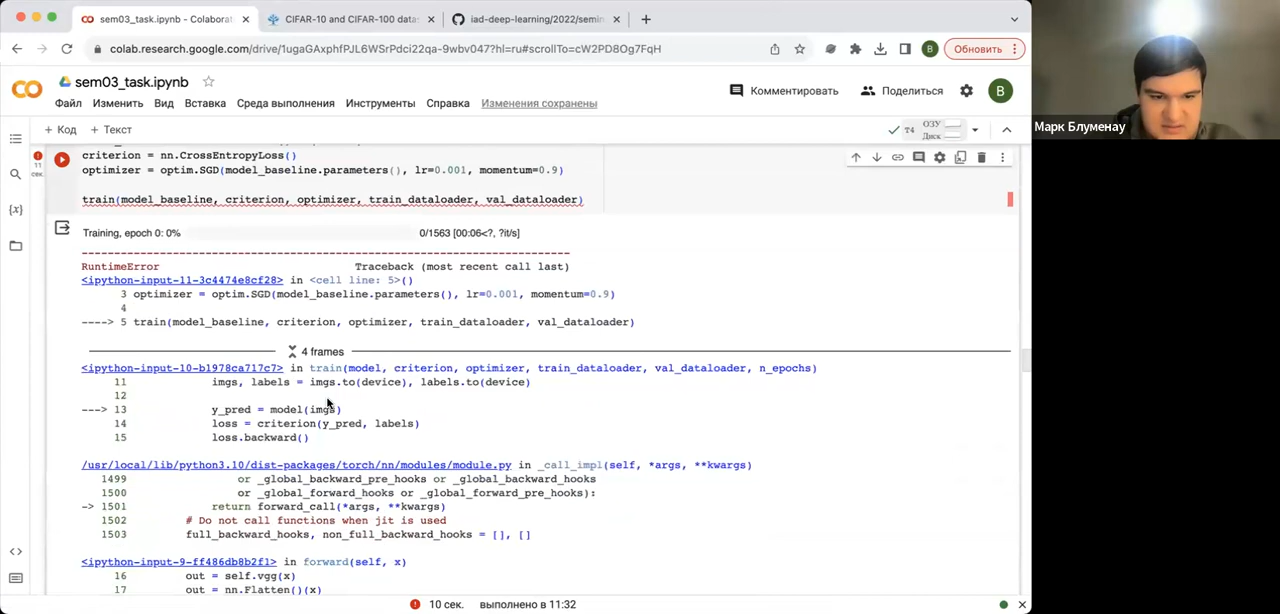 sem03_task.ipynb - Colaborat
CIFAR-10 and CIFAR-100 data
iad-deep-learning/2022/semin
colab.research.google.com/drive/1ugaGAxphfPJL6WSrPdci22qa-9wbv047?hl=ru#scrollTo=cW2PD8Og7FqH
B
Обновить
sem03_task.ipynb
Комментировать
Поделиться
B
Файл Изменить Вид Вставка Среда выполнения Инструменты Справка Изменения сохранены
+ Код + Текст
T4
ОЗУ
Диск
11
сек.
criterion = nn.CrossEntropyLoss()
optimizer = optim.SGD(model_baseline.parameters(), lr=0.001, momentum=0.9)
train(model_baseline, criterion, optimizer, train_dataloader, val_dataloader)
{x}
Training, epoch 0: 0% 0/1563 [00:06<?, ?it/s]
---------------------------------------------------------------------------
RuntimeError Traceback (most recent call last)
<ipython-input-11-3c4474e8cf28> in <cell line: 5>()
3 optimizer = optim.SGD(model_baseline.parameters(), lr=0.001, momentum=0.9)
4
----> 5 train(model_baseline, criterion, optimizer, train_dataloader, val_dataloader)
4 frames
<ipython-input-10-b1978ca717c7> in train(model, criterion, optimizer, train_dataloader, val_dataloader, n_epochs)
11 imgs, labels = imgs.to(device), labels.to(device)
12
---> 13 y_pred = model(imgs)
14 loss = criterion(y_pred, labels)
15 loss.backward()
/usr/local/lib/python3.10/dist-packages/torch/nn/modules/module.py in _call_impl(self, *args, **kwargs)
1499 or _global_backward_pre_hooks or _global_backward_hooks
1500 or _global_forward_hooks or _global_forward_pre_hooks):
-> 1501 return forward_call(*args, **kwargs)
1502 # Do not call functions when jit is used
1503 full_backward_hooks, non_full_backward_hooks = [], []
<ipython-input-9-ff486db8b2f1> in forward(self, x)
16 out = self.vgg(x)
17 out = nn.Flatten()(x)
10 сек. выполнено в 11:32
Марк Блуменау